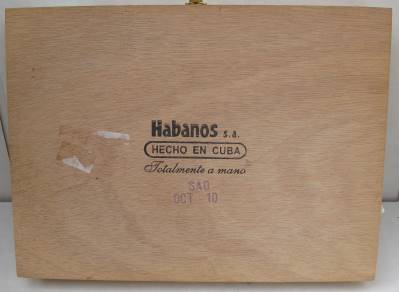 Habanos s.a.
HECHO EN CUBA
Totalmente a mano
SAO
OCT 10